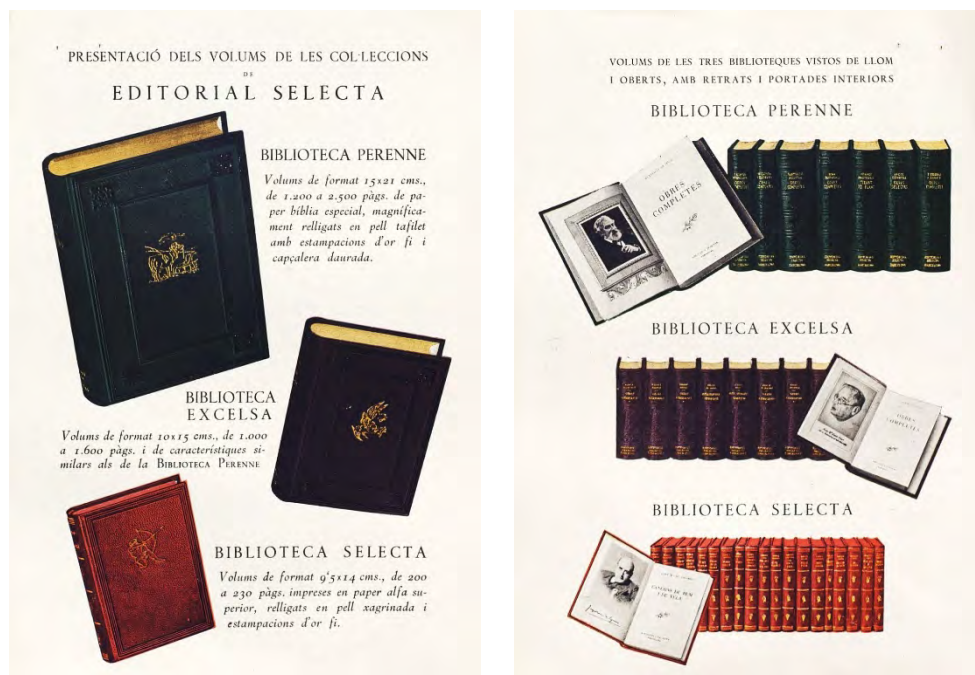 PRESENTACIÓ DELS VOLUMS DE LES COL·LECCIONS
DE
EDITORIAL SELECTA
BIBLIOTECA PERENNE
Volums de format 15x21 cms.,
de 1.200 a 2.500 pàgs. de pa-
per bíblia especial, magnífica-
ment relligats en pell tafilet
amb estampacions d'or fi i
capçalera daurada.
BIBLIOTECA
EXCELSA
Volums de format 10x15 cms., de 1.000
a 1.600 pàgs. i de característiques si-
milars als de la BIBLIOTECA PERENNE
BIBLIOTECA SELECTA
Volums de format 9'5x14 cms., de 200
a 230 pàgs. impreses en paper alfa su-
perior, relligats en pell xagrinada i
estampacions d'or fi.
VOLUMS DE LES TRES BIBLIOTEQUES VISTOS DE LLOM
I OBERTS, AMB RETRATS I PORTADES INTERIORS
BIBLIOTECA PERENNE
OBRES
COMPLETES
BIBLIOTECA EXCELSA
OBRES
COMPLETES
BIBLIOTECA SELECTA